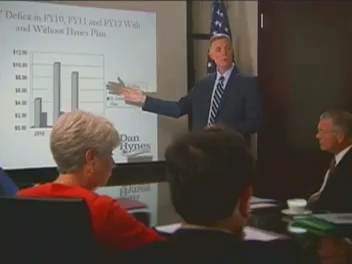 Deficit in FY10, FY11 and FY12 With
and Without Hynes Plan
$12.00
$10.00
$8.00
$6.00
$4.00
$2.00
$0.00
2010
Dan
Hynes